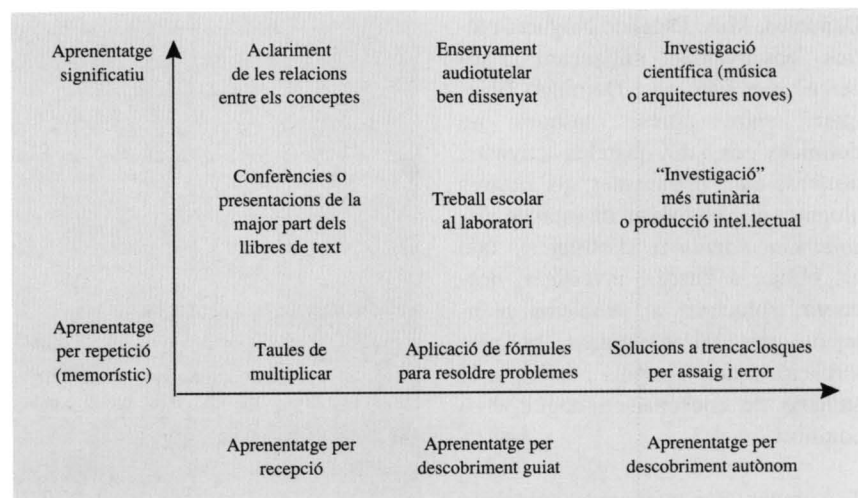 Aprenentatge
significatiu
Aclariment
de les relacions
entre els conceptes
Ensenyament
audiotutelar
ben dissenyat
Investigació
científica (música
o arquitectures noves)
Conferències o
presentacions de la
major part dels
llibres de text
Treball escolar
al laboratori
“Investigació”
més rutinària
o producció intel.lectual
Aprenentatge
per repetició
(memorístic)
Taules de
multiplicar
Aplicació de fórmules
para resoldre problemes
Solucions a trencaclosques
per assaig i error
Aprenentatge per
recepció
Aprenentatge per
descobriment guiat
Aprenentatge per
descobriment autònom